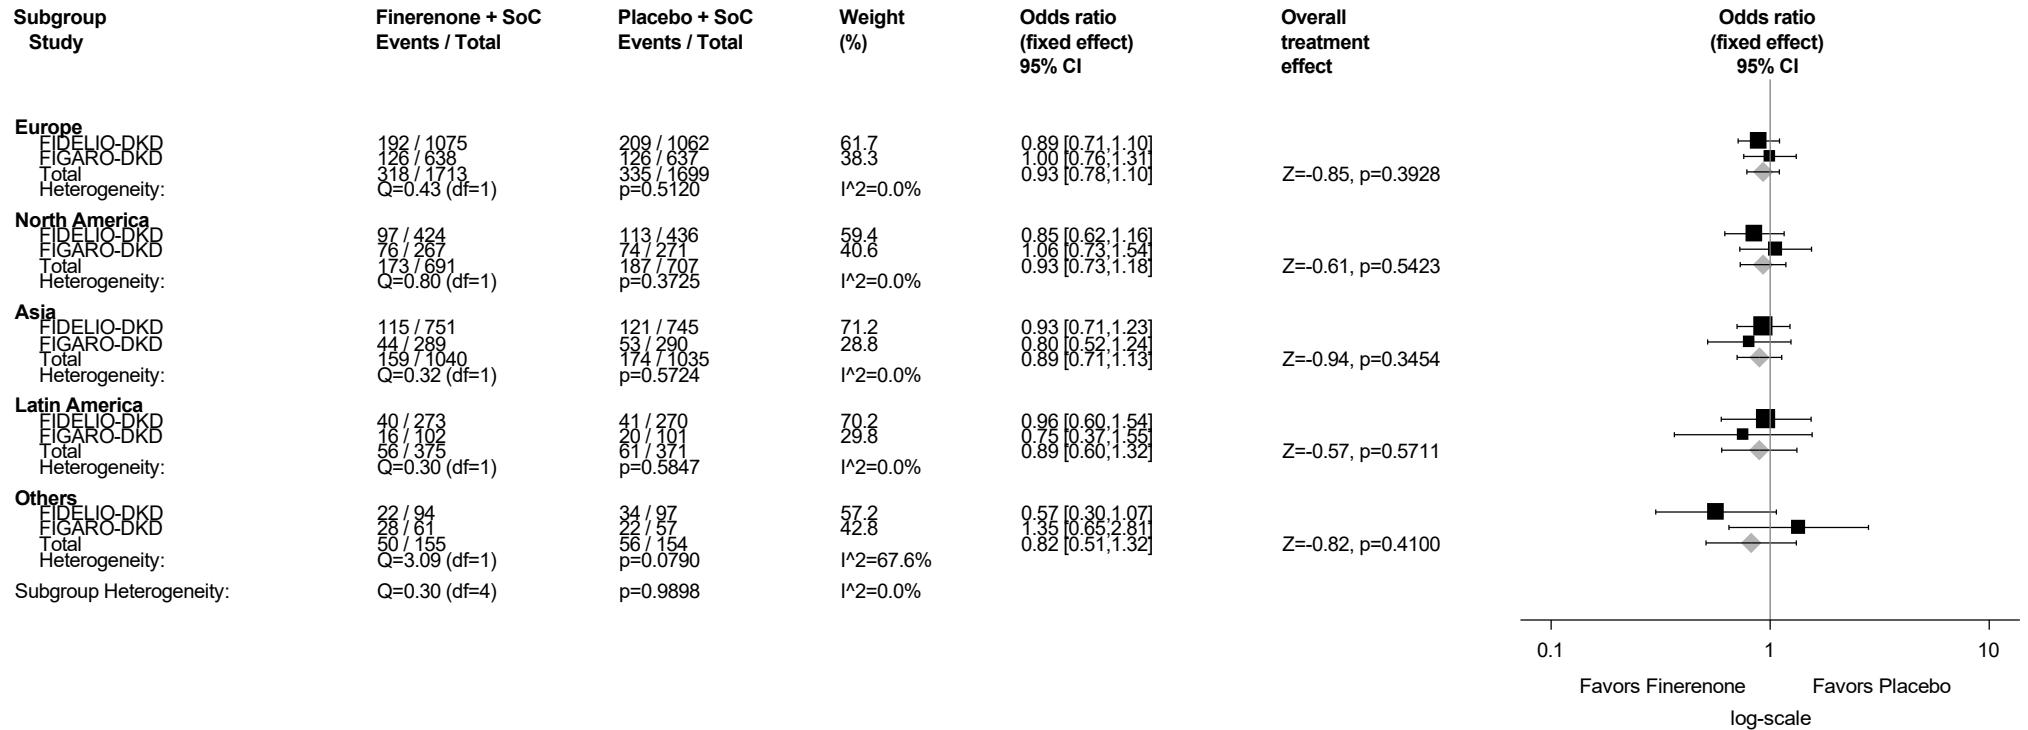 Subgroup Finerenone + SoC Placebo + SoC Weight Odds ratio Overall Odds ratio
Study Events / Total Events / Total (%) (fixed effect) treatment (fixed effect)
95% CI effect 95% CI
Europe
FIDELIO-DKD 192 / 1075 209 / 1062 61.7 0.89 [0.71,1.10]
FIGARO-DKD 126 / 638 126 / 637 38.3 1.00 [0.76,1.31]
Total 318 / 1713 335 / 1699 0.93 [0.78,1.10] Z=-0.85, p=0.3928
Heterogeneity: Q=0.43 (df=1) p=0.5120 I^2=0.0%
North America
FIDELIO-DKD 97 / 424 113 / 436 59.4 0.85 [0.62,1.16]
FIGARO-DKD 76 / 267 74 / 271 40.6 1.06 [0.73,1.54]
Total 173 / 691 187 / 707 0.93 [0.73,1.18] Z=-0.61, p=0.5423
Heterogeneity: Q=0.80 (df=1) p=0.3725 I^2=0.0%
Asia
FIDELIO-DKD 115 / 751 121 / 745 71.2 0.93 [0.71,1.23]
FIGARO-DKD 44 / 289 53 / 290 28.8 0.80 [0.52,1.24]
Total 159 / 1040 174 / 1035 0.89 [0.71,1.13] Z=-0.94, p=0.3454
Heterogeneity: Q=0.32 (df=1) p=0.5724 I^2=0.0%
Latin America
FIDELIO-DKD 40 / 273 41 / 270 70.2 0.96 [0.60,1.54]
FIGARO-DKD 16 / 102 20 / 101 29.8 0.75 [0.37,1.55]
Total 56 / 375 61 / 371 0.89 [0.60,1.32] Z=-0.57, p=0.5711
Heterogeneity: Q=0.30 (df=1) p=0.5847 I^2=0.0%
Others
FIDELIO-DKD 22 / 94 34 / 97 57.2 0.57 [0.30,1.07]
FIGARO-DKD 28 / 61 22 / 57 42.8 1.35 [0.65,2.81]
Total 50 / 155 56 / 154 0.82 [0.51,1.32] Z=-0.82, p=0.4100
Heterogeneity: Q=3.09 (df=1) p=0.0790 I^2=67.6%
Subgroup Heterogeneity: Q=0.30 (df=4) p=0.9898 I^2=0.0%
0.1 1 10
Favors Finerenone Favors Placebo
log-scale